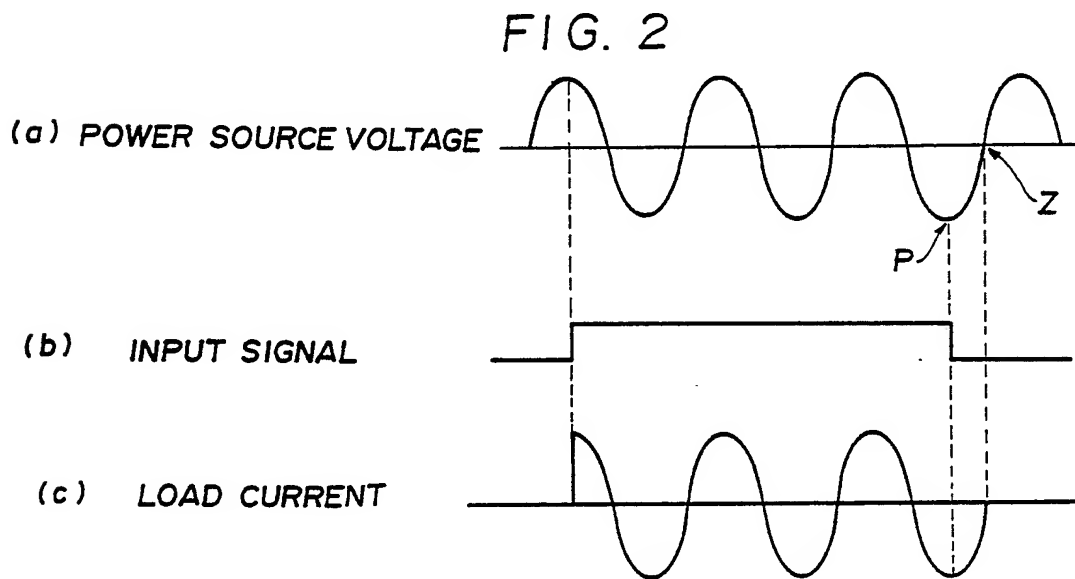 FIG. 2
(a) POWER SOURCE VOLTAGE
Z
P
(b) INPUT SIGNAL
(c) LOAD CURRENT